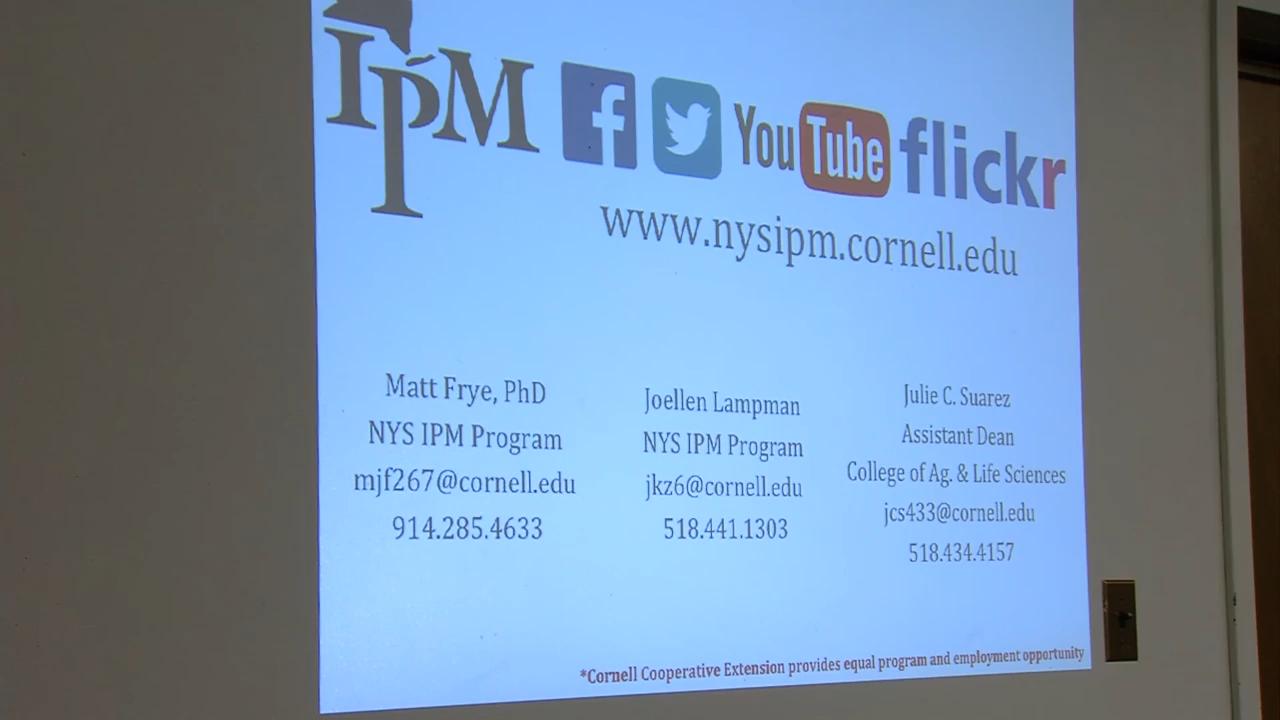 IPM
f
YouTube
flickr
www.nysipm.cornell.edu
Matt Frye, PhD
NYS IPM Program
mjf267@cornell.edu
914.285.4633
Joellen Lampman
NYS IPM Program
jkz6@cornell.edu
518.441.1303
Julie C. Suarez
Assistant Dean
College of Ag. & Life Sciences
jcs433@cornell.edu
518.434.4157
*Cornell Cooperative Extension provides equal program and employment opportunity